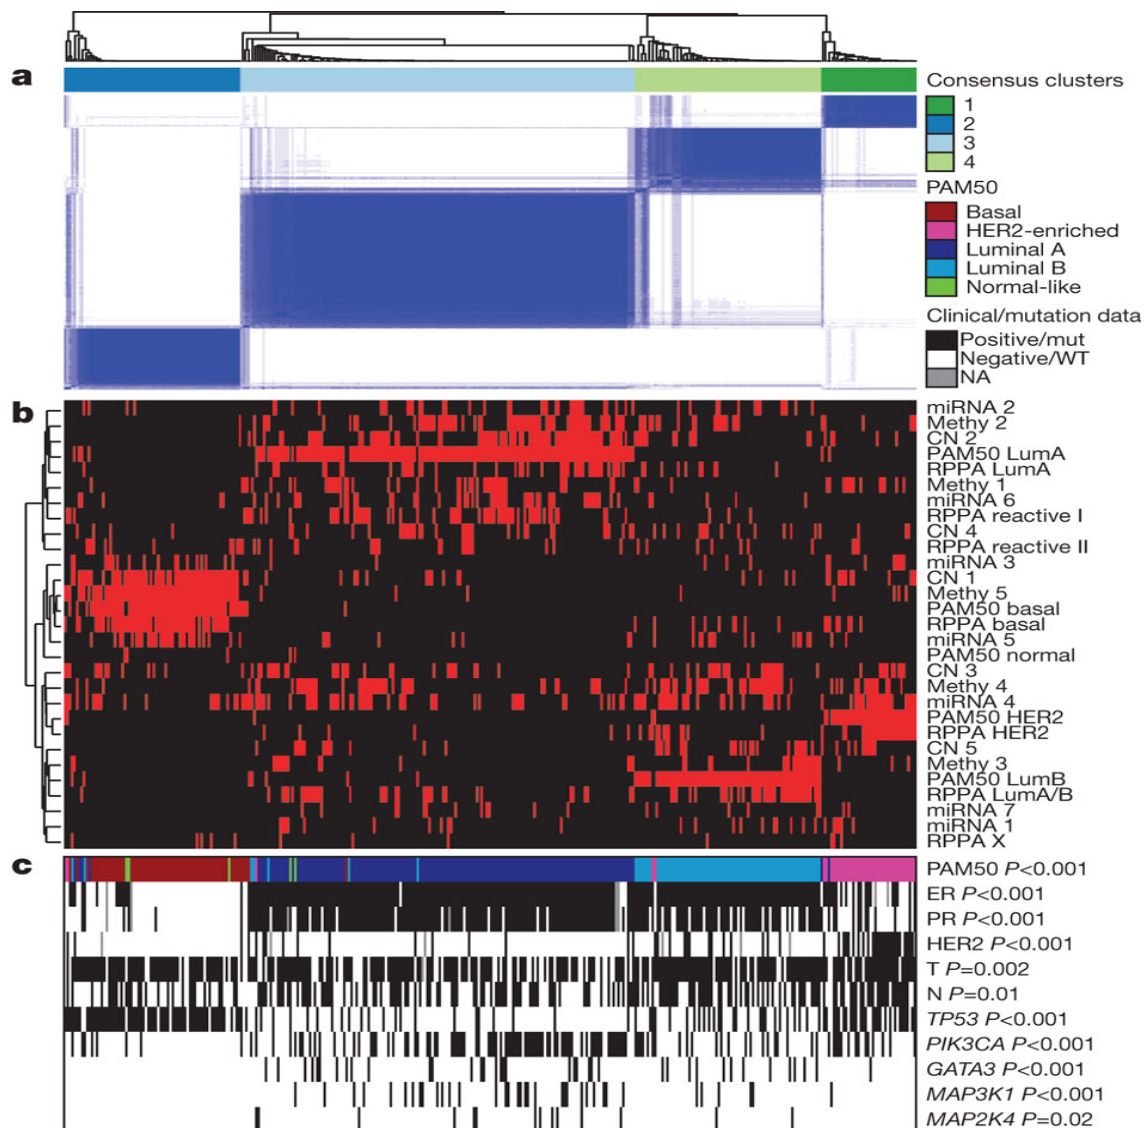 a
Consensus clusters
1
2
3
4
PAM50
Basal
HER2-enriched
Luminal A
Luminal B
Normal-like
Clinical/mutation data
Positive/mut
Negative/WT
NA
b
miRNA 2
Methy 2
CN 2
PAM50 LumA
RPPA LumA
Methy 1
miRNA 6
RPPA reactive I
CN 4
RPPA reactive II
miRNA 3
CN 1
Methy 5
PAM50 basal
RPPA basal
miRNA 5
PAM50 normal
CN 3
Methy 4
miRNA 4
PAM50 HER2
RPPA HER2
CN 5
Methy 3
PAM50 LumB
RPPA LumA/B
miRNA 7
miRNA 1
RPPA X
c
PAM50 P<0.001
ER P<0.001
PR P<0.001
HER2 P<0.001
T P=0.002
N P=0.01
TP53 P<0.001
PIK3CA P<0.001
GATA3 P<0.001
MAP3K1 P<0.001
MAP2K4 P=0.02